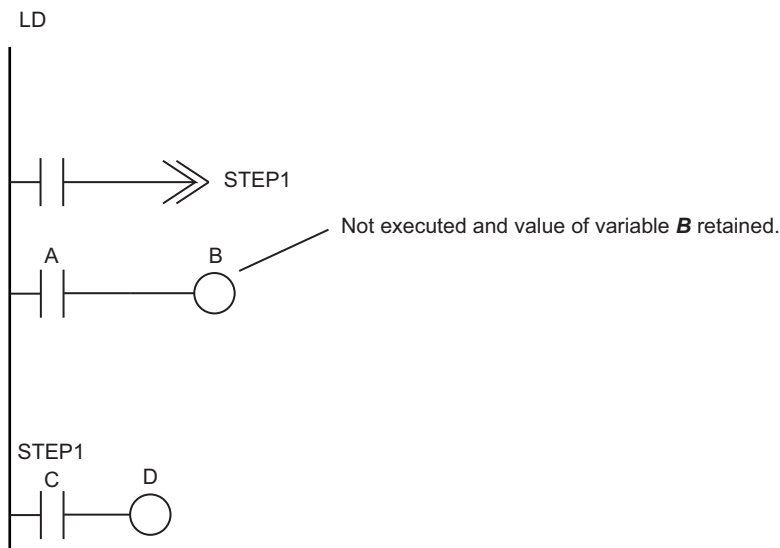 LD
STEP1
Not executed and value of variable B retained.
A
B
STEP1
C
D